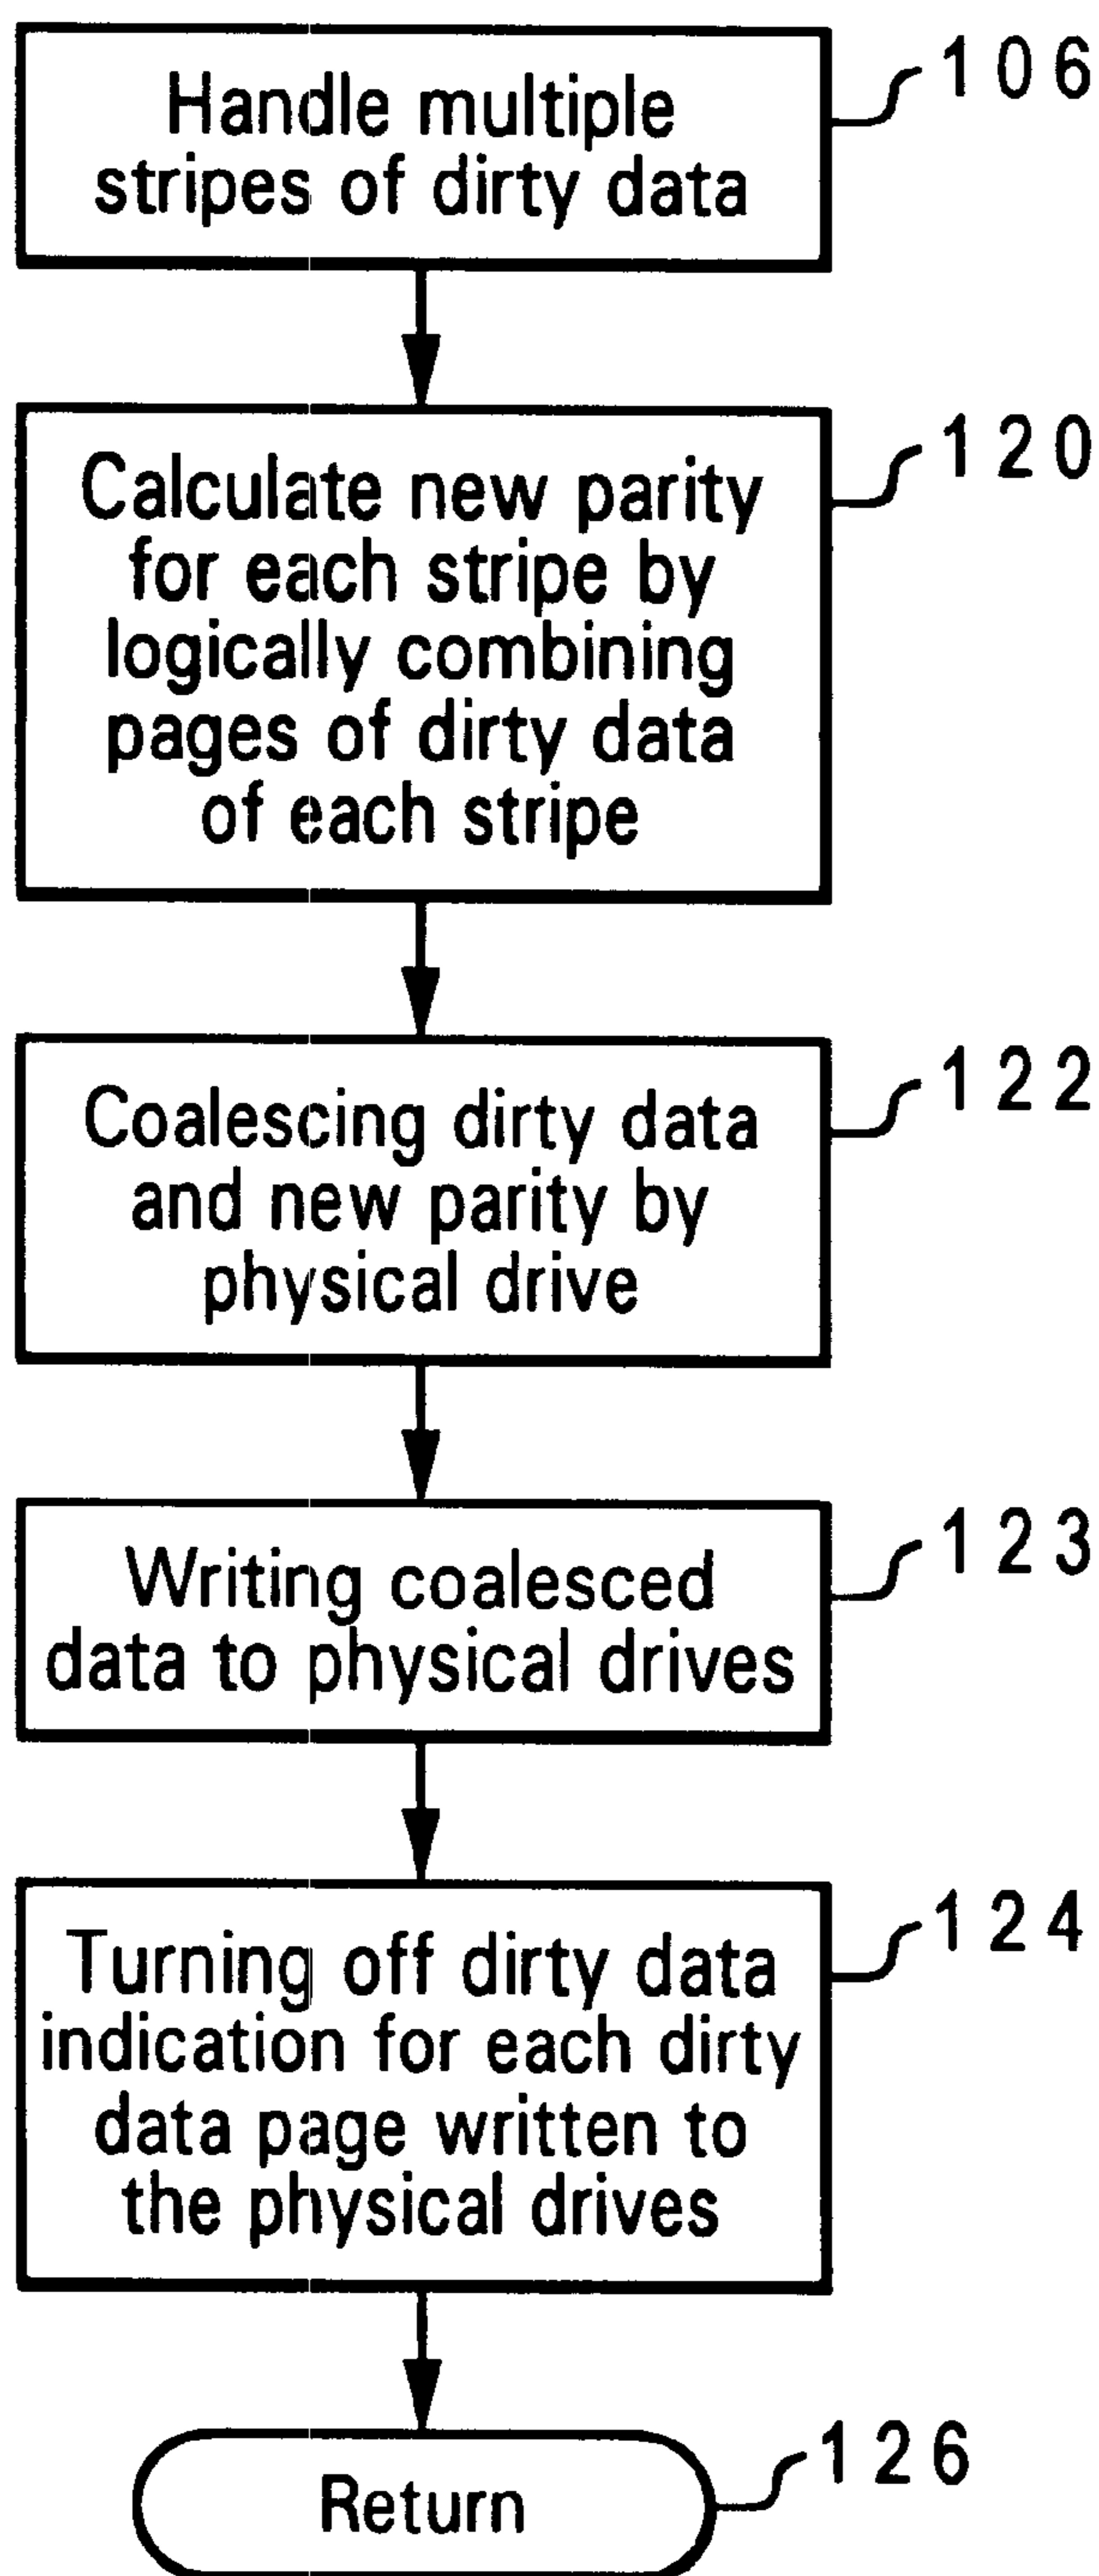 Handle multiple
stripes of dirty data
106
Calculate new parity
for each stripe by
logically combining
pages of dirty data
of each stripe
120
Coalescing dirty data
and new parity by
physical drive
122
Writing coalesced
data to physical drives
123
Turning off dirty data
indication for each dirty
data page written to
the physical drives
124
Return
126